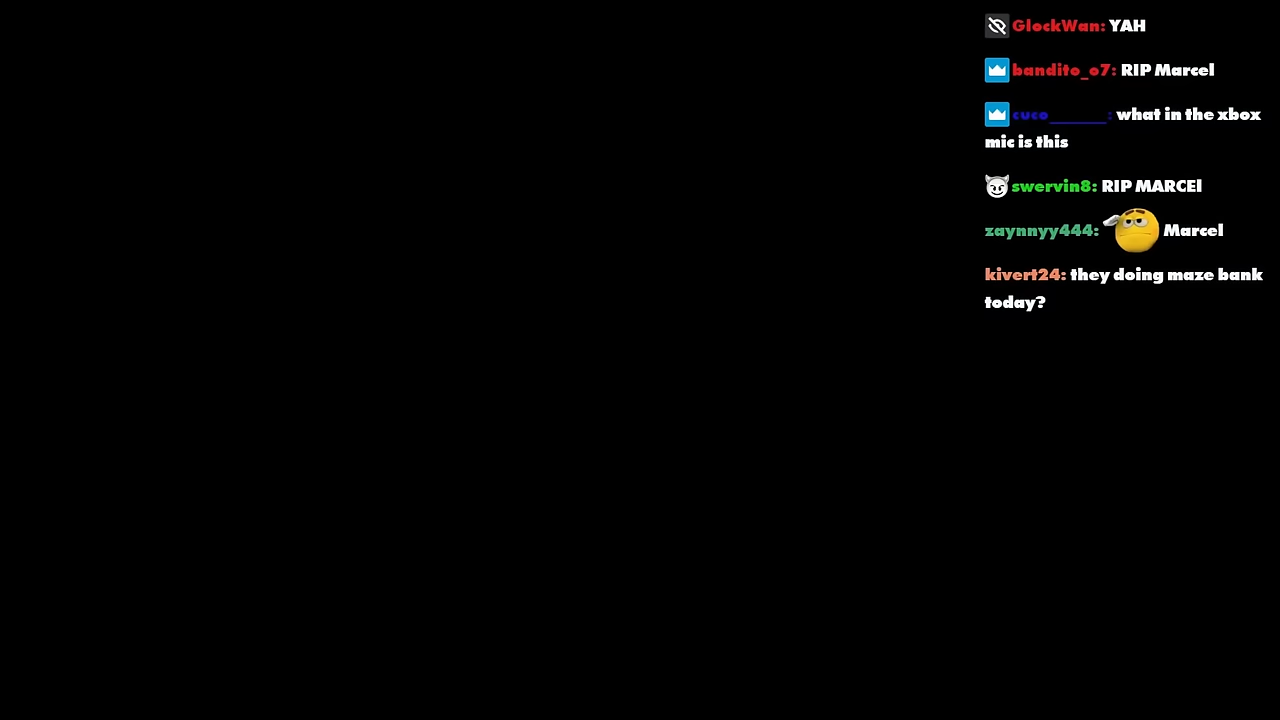 GlockWan: YAH
bandito_o7: RIP Marcel
cuco______: what in the xbox
mic is this
swervin8: RIP MARCEl
zaynnyy444: Marcel
kivert24: they doing maze bank
today?